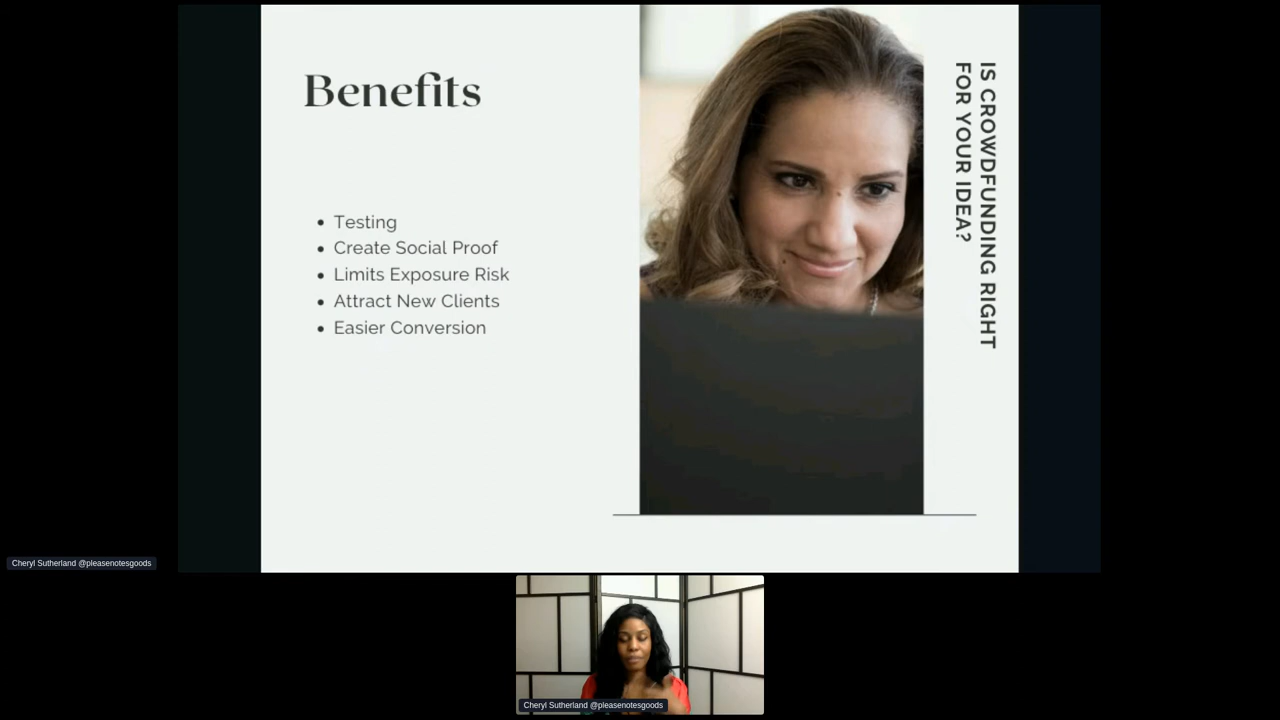 Benefits
Testing
Create Social Proof
Limits Exposure Risk
Attract New Clients
Easier Conversion
IS CROWDFUNDING RIGHT
FOR YOUR IDEA?
Cheryl Sutherland @pleasenotesgoods
Cheryl Sutherland @pleasenotesgoods